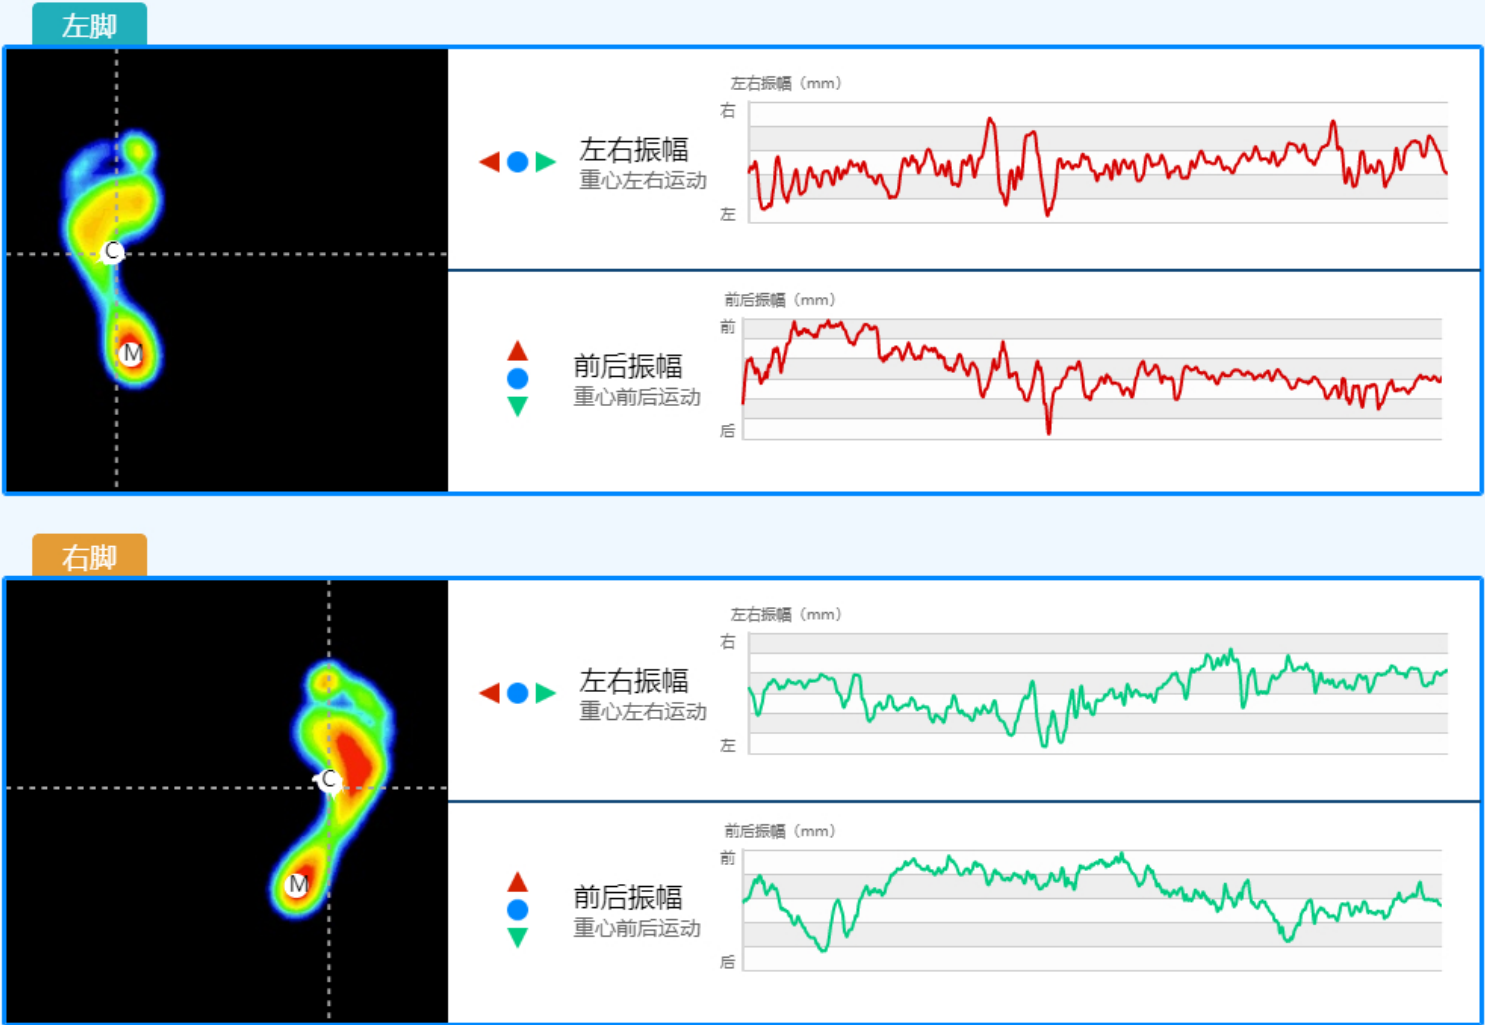 左脚
左右振幅（mm）
右
左右振幅
重心左右运动
左
C
M
前后振幅（mm）
前
前后振幅
重心前后运动
后
右脚
左右振幅（mm）
右
左右振幅
重心左右运动
左
C
M
前后振幅（mm）
前
前后振幅
重心前后运动
后